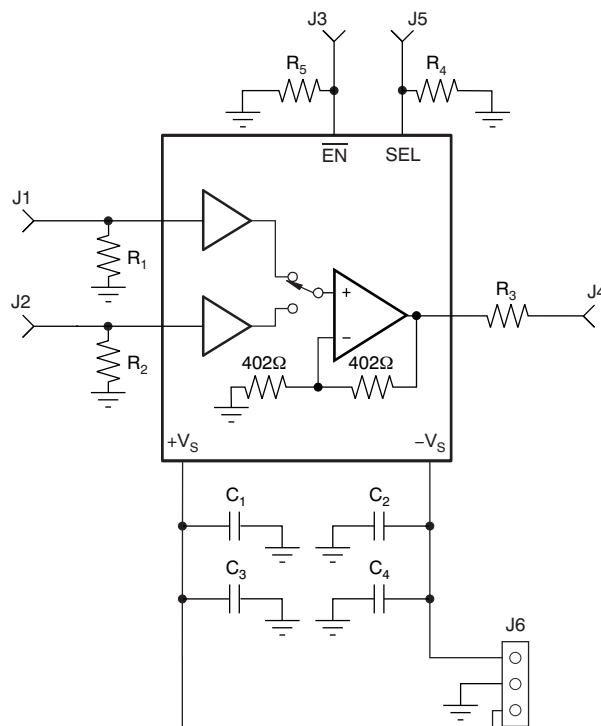 J3 J5
R5 R4
EN SEL
J1
R1
J2
R2
+
−
R3 J4
402Ω 402Ω
+VS −VS
C1 C2
C3 C4
J6